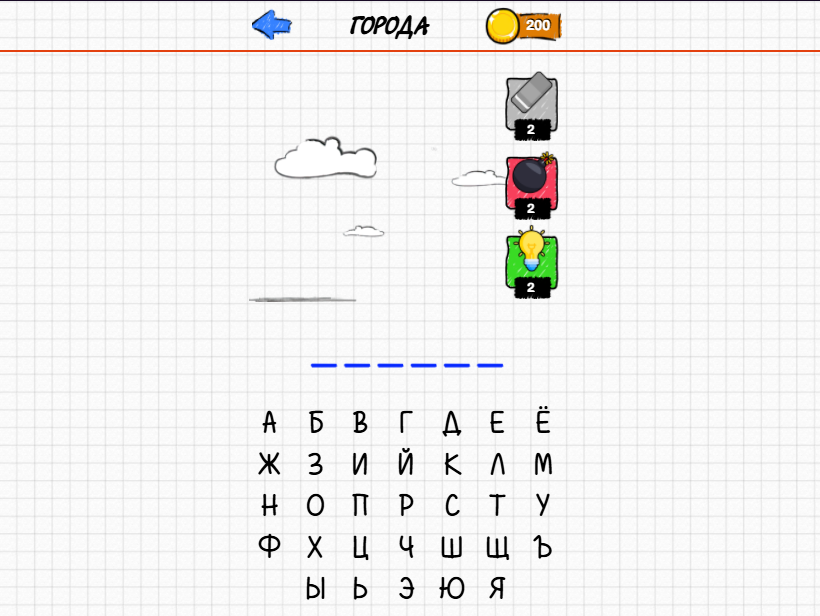 ГОРОДА
200
2
2
2
А Б В Г Д Е Ё
Ж З И Й К Л М
Н О П Р С Т У
Ф Х Ц Ч Ш Щ Ъ
Ы Ь Э Ю Я